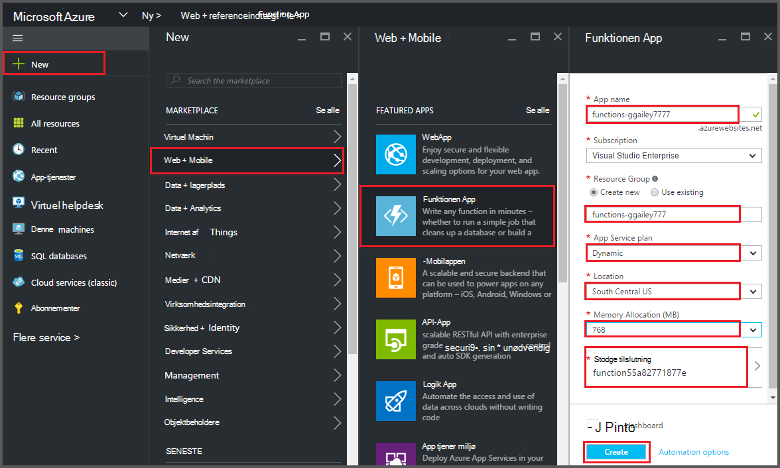 Microsoft Azure
Ny >
Web +
Function App
New
Resource groups
All resources
Recent
App-tjenester
Virtuel helpdesk
Denne machines
SQL databases
Cloud services (classic)
Abonnementer
Flere service >
New
Search the marketplace
MARKETPLACE
Se alle
Virtuel Machin
Web + Mobile
Data + lagerplads
Data + Analytics
Internet af Things
Netværk
Medier + CDN
Virksomhedsintegration
Sikkerhed + Identity
Developer Services
Management
Intelligence
Objektbeholdere
SENESTE
Web + Mobile
FEATURED APPS
Se alle
WebApp
Enjoy secure and flexible
development, deployment, and
scaling options for your web app.
Funktionen App
Write any function in minutes –
whether to run a simple job that
cleans up a database or build a
-Mobilappen
A scalable and secure backend that
can be used to power apps on any
platform – iOS, Android, Windows or
API-App
scalable RESTful API with enterprise
grade securi9•. sin * unødvendig
and auto SDK generation
Logik App
Automate the access and use of
data across clouds without writing
code
App tjener miljø
Deploy Azure App Services in your
Funktionen App
* App name
functions-ggailey7777
.azurewebsites.net
* Subscription
Visual Studio Enterprise
* Resource Group
Create new
Use existing
functions-ggailey777
* App Service plan
Dynamic
* Location
South Central US
* Memory Allocation (MB)
768
* Stødge tilslutning
function55a82771877e
- J Pinto
dashboard
Create
Automation options